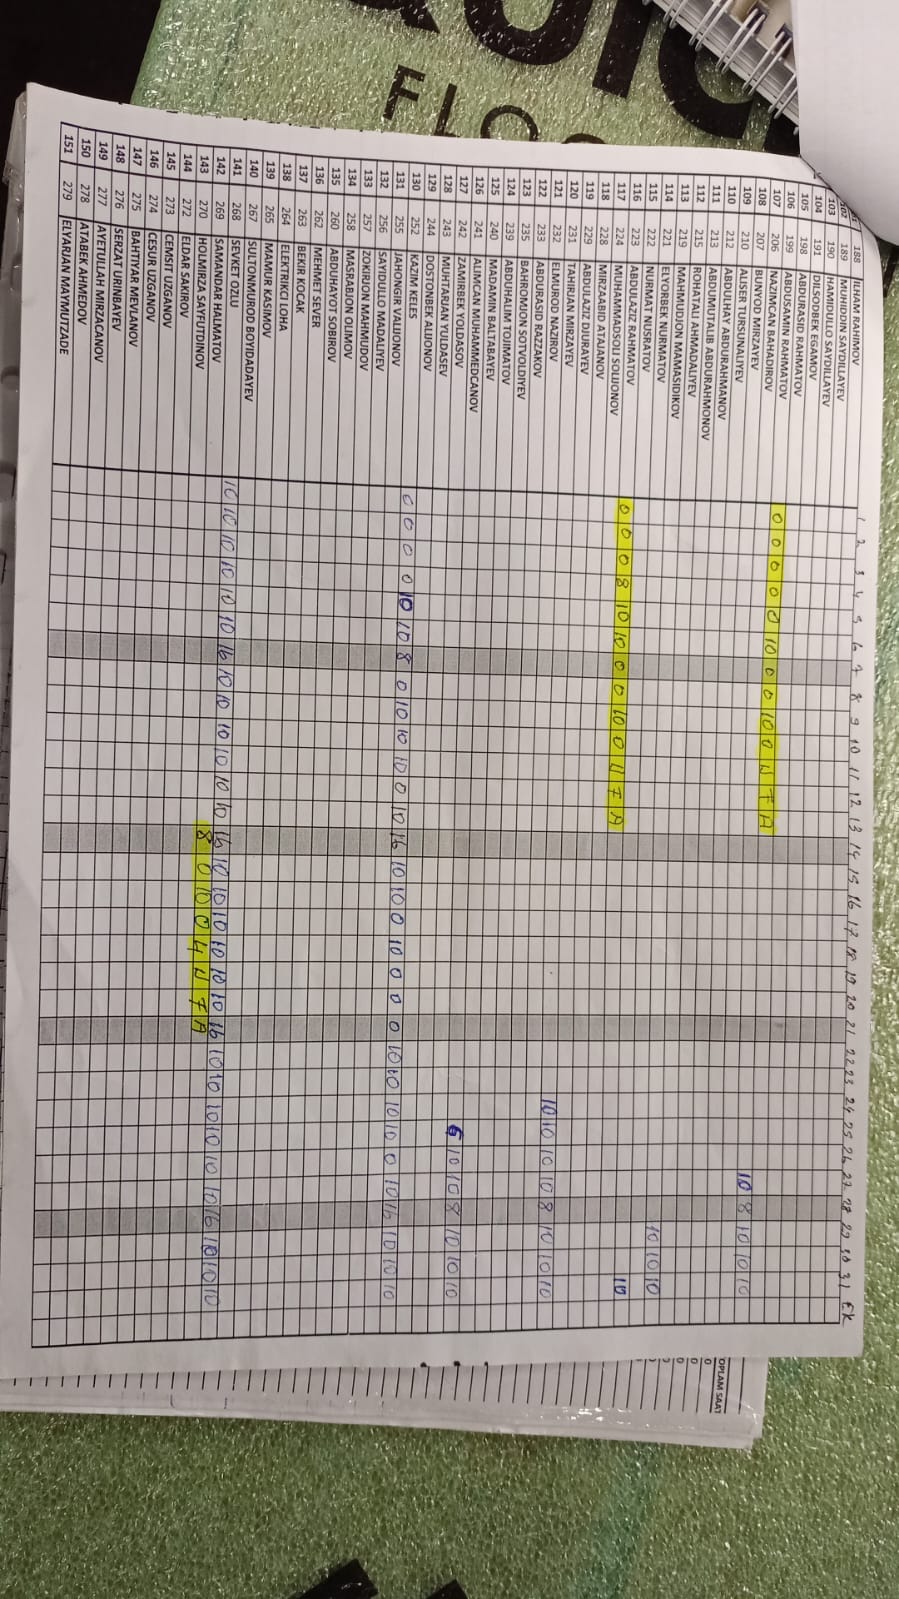 188 ILHAM RAHIMOV 1 2 3 4 5 6 7 8 9 10 11 12 13 14 15 16 17 18 19 20 21 22 23 24 25 26 27 28 29 30 31 EK
102 189 MUHIDDIN SAYDILLAYEV
103 190 HAMIDULLO SAYDILLAYEV
104 191 DILSODBEK EGAMOV
105 198 ABDURASID RAHMATOV
106 199 ABDUSAMIN RAHMATOV 0 0 0 0 0 10 0 0 10 0 U F A
107 206 NAZIMCAN BAHADIROV 10 8 10 10 10
108 207 BUNYOD MIRZAYEV
109 210 ALISER TURSUNALIYEV
110 212 ABDULHAY ABDURAHMANOV
111 213 ABDUMUTALIB ABDURAHMONOV
112 215 ROHATALI AHMADALIYEV
113 219 MAHMUDJON MAMASIDIKOV 10 10 10
114 221 ELYORBEK NURMATOV
115 222 NURMAT NUSRATOV 10
116 223 ABDULAZIZ RAHMATOV 0 0 0 8 10 10 0 0 10 0 U F A
117 224 MUHAMMADSOLI SOLIJONOV
118 228 MIRZAABID ATAJANOV
119 229 ABDULAZIZ DJURAYEV
120 231 TAHIRJAN MIRZAYEV 10 10 10 10 8 10 10 10
121 232 ELMUROD NAZIROV
122 233 ABDURASID RAZZAKOV
123 235 BAHROMJON SOTVOLDIYEV
124 239 ABDUHALIM TOJIMATOV
125 240 MADAMIN BALTABAYEV
126 241 ALIMCAN MUHAMMEDCANOV 6 10 10 8 10 10 10
127 242 ZAMIRBEK YOLDASOV
128 243 MUHTARJAN YULDASEV
129 244 DOSTONBEK ALIJONOV
130 252 KAZIM KELES 0 0 0 0 10 10 8 0 10 10 10 0 10 16 10 10 0 10 0 0 0 10 10 10 10 0 10 16 10 10 10
131 255 JAHONGIR VALIJONOV
132 256 SAYIDULLO MADALIYEV
133 257 ZOKIRJON MAHMUDOV
134 258 MASRABJON OLIMOV
135 260 ABDUHAYOT SOBIROV
136 262 MEHMET SEVER
137 263 BEKIR KOCAK
138 264 ELEKTRIKCI LOHA
139 265 MAMUR KASIMOV
140 267 SULTONMUROD BOYIDADAYEV
141 268 SEVKET OZLU 10 10 10 10 10 10 16 10 10 10 10 10 10 16 10 10 10 10 10 10 16 10 10 10 10 10 10 16 10 10 10
142 269 SAMANDAR HALMATOV 8 0 10 0 4 U F A
143 270 HOLMIRZA SAYFUTDINOV
144 272 ELDAR SAKIROV
145 273 CEMSIT UZGANOV
146 274 CESUR UZGANOV
147 275 BAHTIYAR MEVLANOV
148 276 SERZAT URINBAYEV
149 277 AYETULLAH MIRZACANOV
150 278 ATABEK AHMEDOV
151 279 ELYARJAN MAYMUTZADE
OPLAM SAAT
0
0